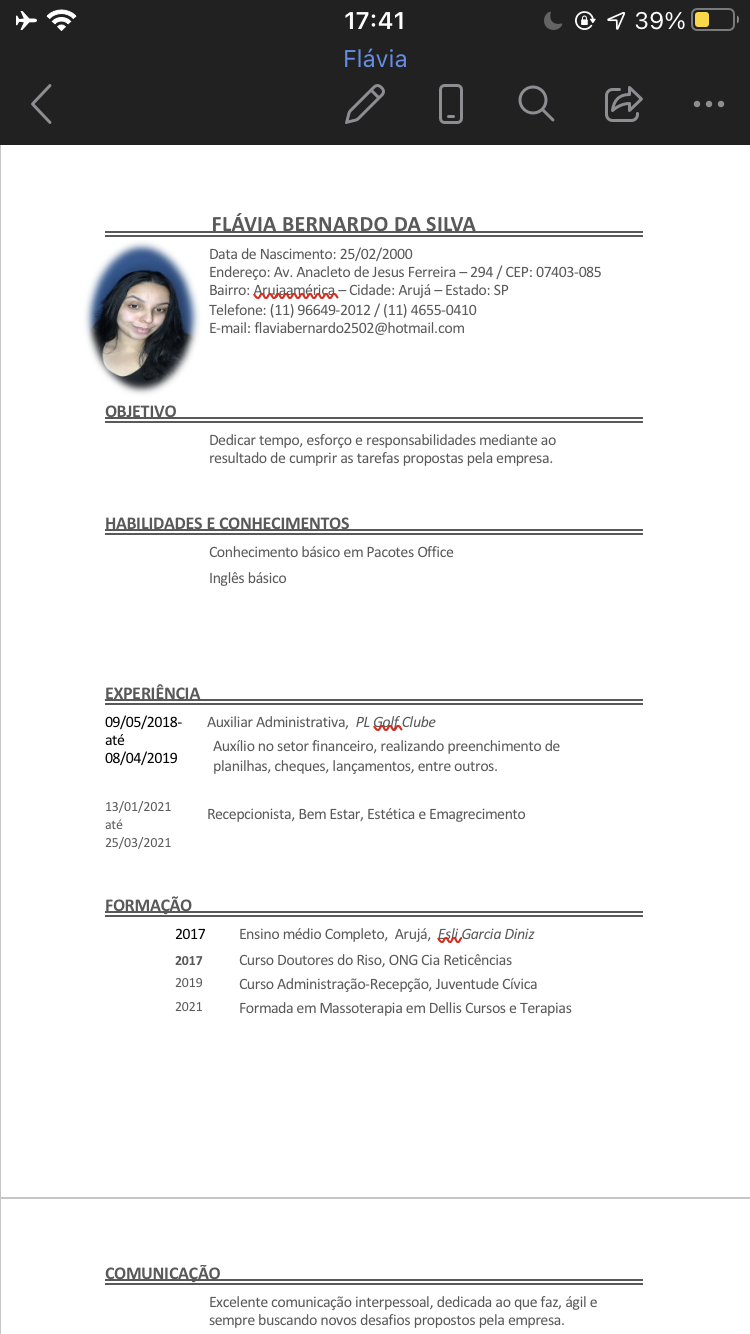 17:41
39%
Flávia
FLÁVIA BERNARDO DA SILVA
Data de Nascimento: 25/02/2000
Endereço: Av. Anacleto de Jesus Ferreira – 294 / CEP: 07403-085
Bairro: Arujaamérica – Cidade: Arujá – Estado: SP
Telefone: (11) 96649-2012 / (11) 4655-0410
E-mail: flaviabernardo2502@hotmail.com
OBJETIVO
Dedicar tempo, esforço e responsabilidades mediante ao
resultado de cumprir as tarefas propostas pela empresa.
HABILIDADES E CONHECIMENTOS
Conhecimento básico em Pacotes Office
Inglês básico
EXPERIÊNCIA
09/05/2018-
até
08/04/2019
Auxiliar Administrativa, PL Golf Clube
Auxílio no setor financeiro, realizando preenchimento de
planilhas, cheques, lançamentos, entre outros.
13/01/2021
até
25/03/2021
Recepcionista, Bem Estar, Estética e Emagrecimento
FORMAÇÃO
2017 Ensino médio Completo, Arujá, Esli Garcia Diniz
2017 Curso Doutores do Riso, ONG Cia Reticências
2019 Curso Administração-Recepção, Juventude Cívica
2021 Formada em Massoterapia em Dellis Cursos e Terapias
COMUNICAÇÃO
Excelente comunicação interpessoal, dedicada ao que faz, ágil e
sempre buscando novos desafios propostos pela empresa.